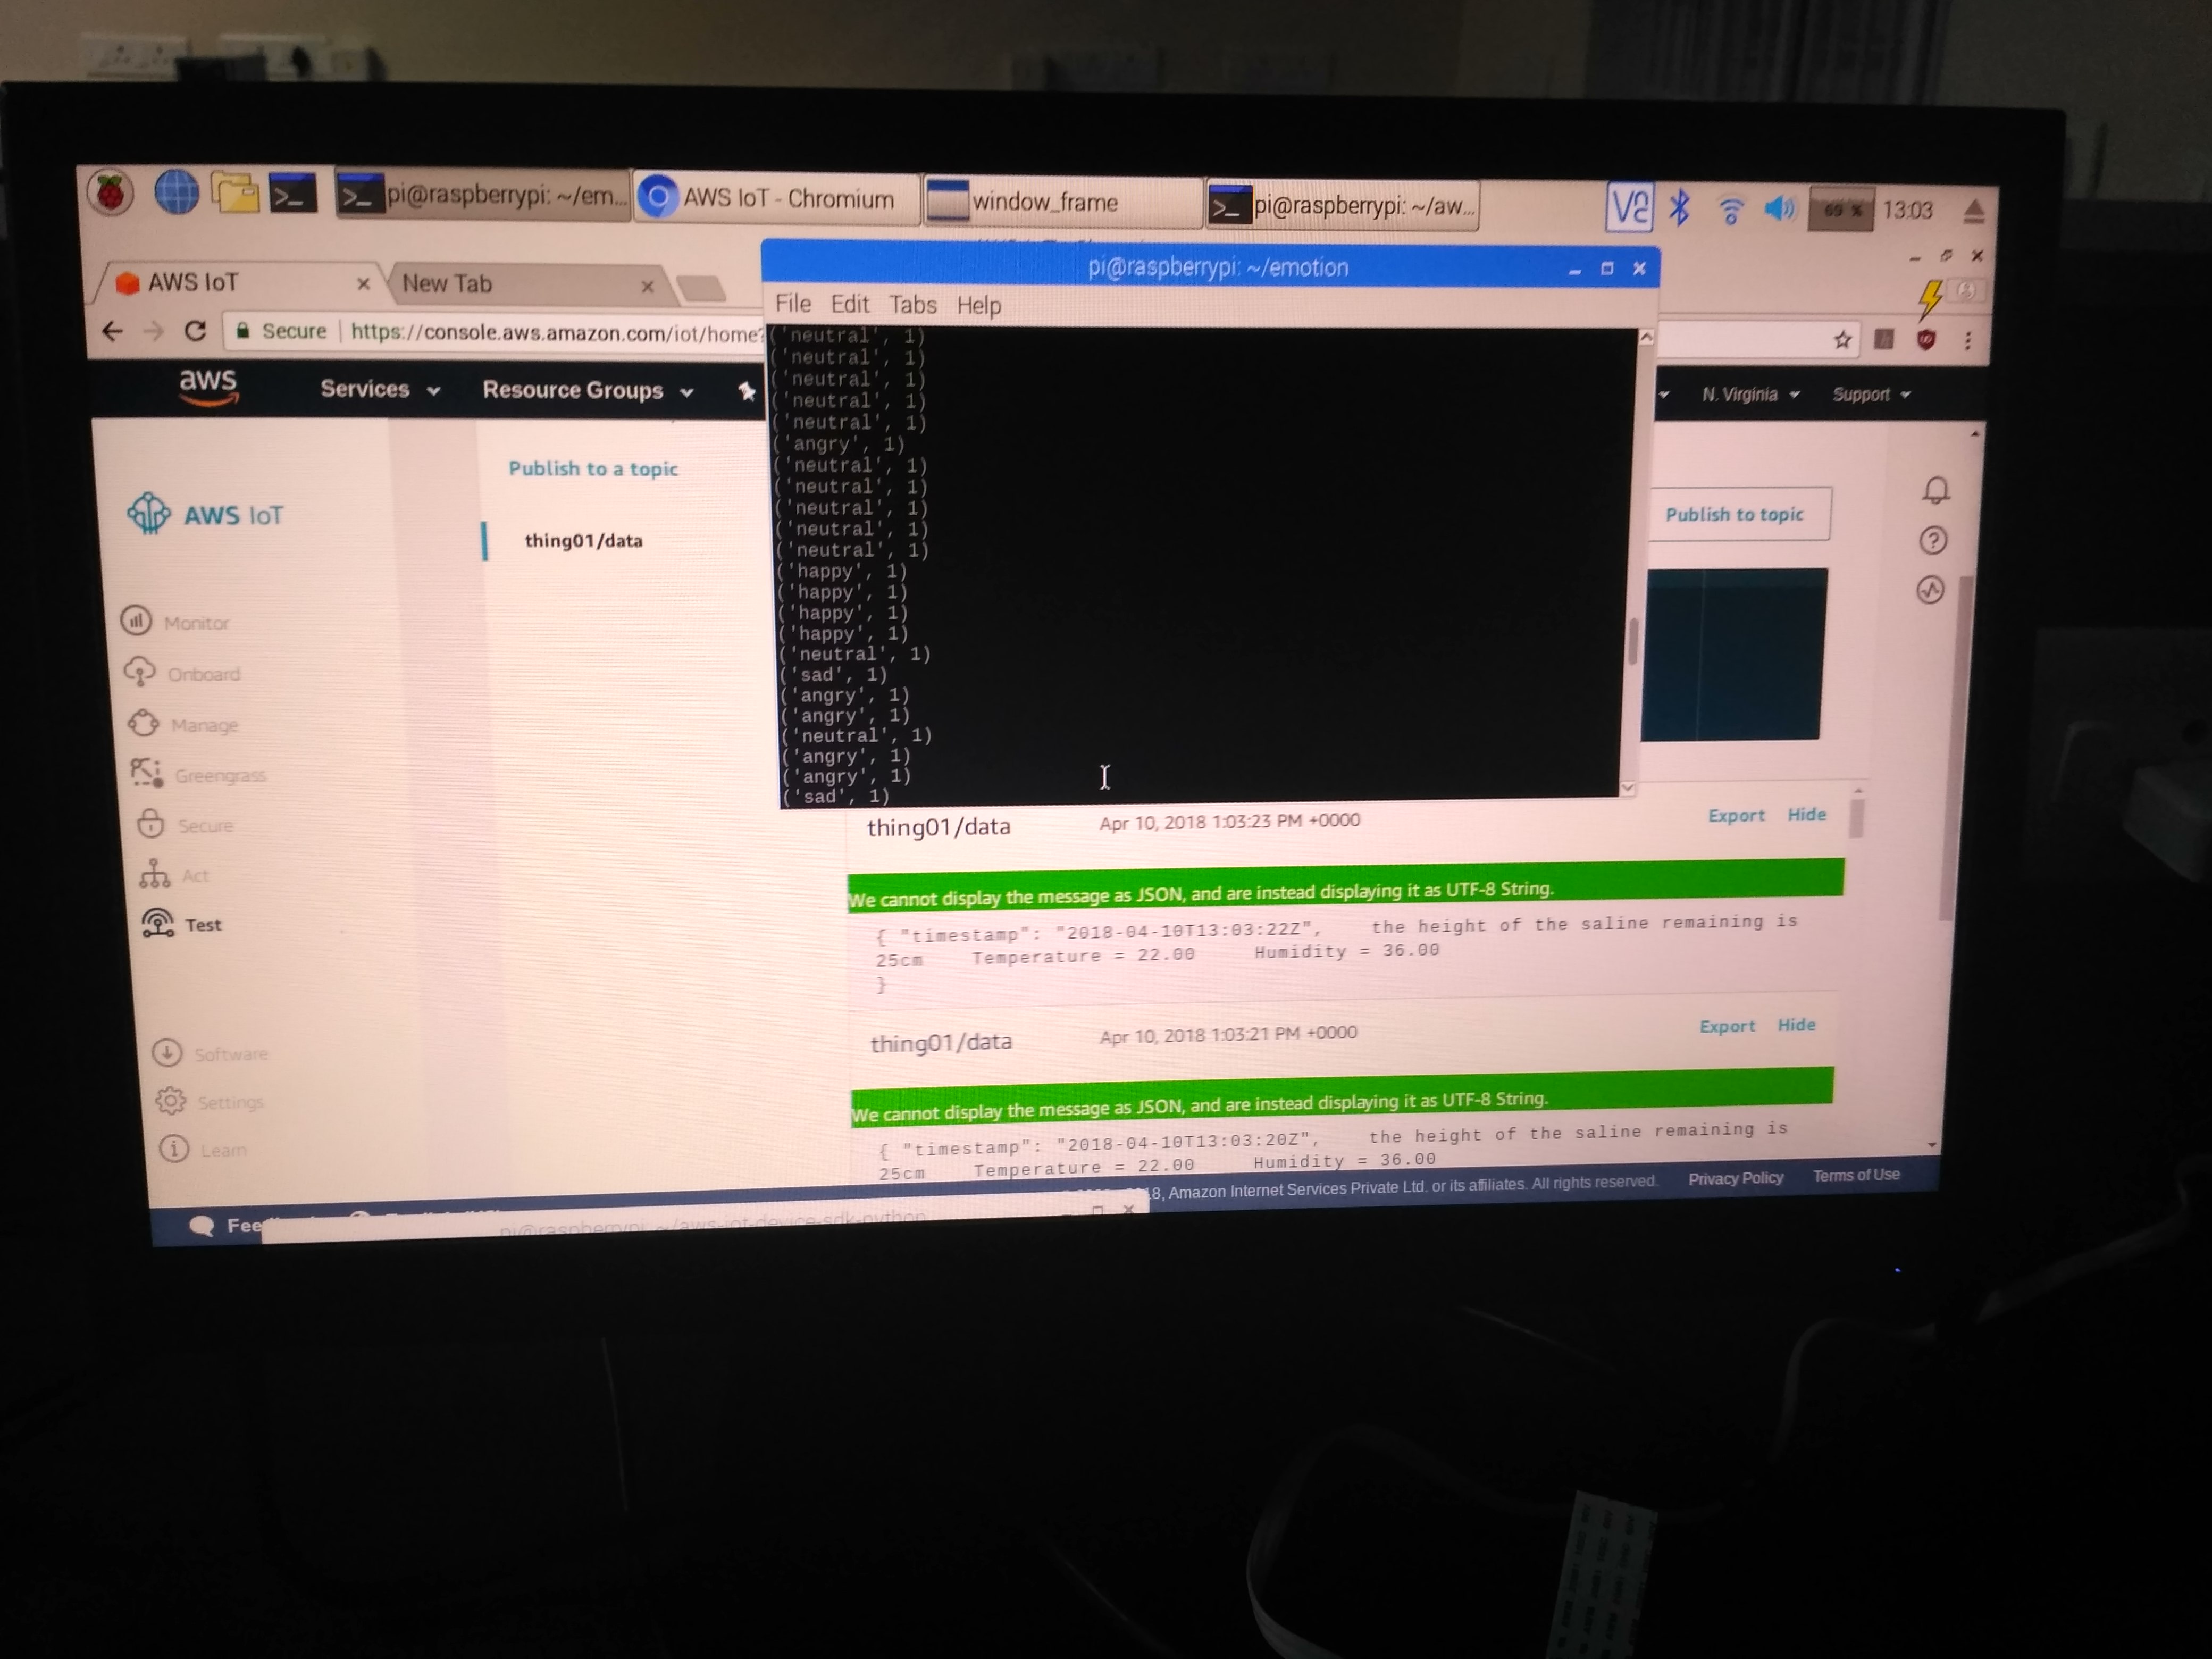 pi@raspberrypi: ~/em... AWS IoT - Chromium window_frame pi@raspberrypi: ~/aw... 69 % 13:03
AWS IoT New Tab
Secure https://console.aws.amazon.com/iot/home?
aws Services Resource Groups N. Virginia Support
pi@raspberrypi: ~/emotion
File Edit Tabs Help
('neutral', 1)
('neutral', 1)
('neutral', 1)
('neutral', 1)
('neutral', 1)
('angry', 1)
('neutral', 1)
('neutral', 1)
('neutral', 1)
('neutral', 1)
('neutral', 1)
('happy', 1)
('happy', 1)
('happy', 1)
('happy', 1)
('neutral', 1)
('sad', 1)
('angry', 1)
('angry', 1)
('neutral', 1)
('angry', 1)
('angry', 1)
('sad', 1)
AWS IoT
Monitor
Onboard
Manage
Greengrass
Secure
Act
Test
Software
Settings
Learn
Publish to a topic
thing01/data
Publish to topic
thing01/data Apr 10, 2018 1:03:23 PM +0000 Export Hide
We cannot display the message as JSON, and are instead displaying it as UTF-8 String.
{ "timestamp": "2018-04-10T13:03:22Z", the height of the saline remaining is
25cm Temperature = 22.00 Humidity = 36.00
}
thing01/data Apr 10, 2018 1:03:21 PM +0000 Export Hide
We cannot display the message as JSON, and are instead displaying it as UTF-8 String.
{ "timestamp": "2018-04-10T13:03:20Z", the height of the saline remaining is
25cm Temperature = 22.00 Humidity = 36.00
18, Amazon Internet Services Private Ltd. or its affiliates. All rights reserved. Privacy Policy Terms of Use
Fee
pi@raspberrypi: ~/aws-iot-device-sdk-python